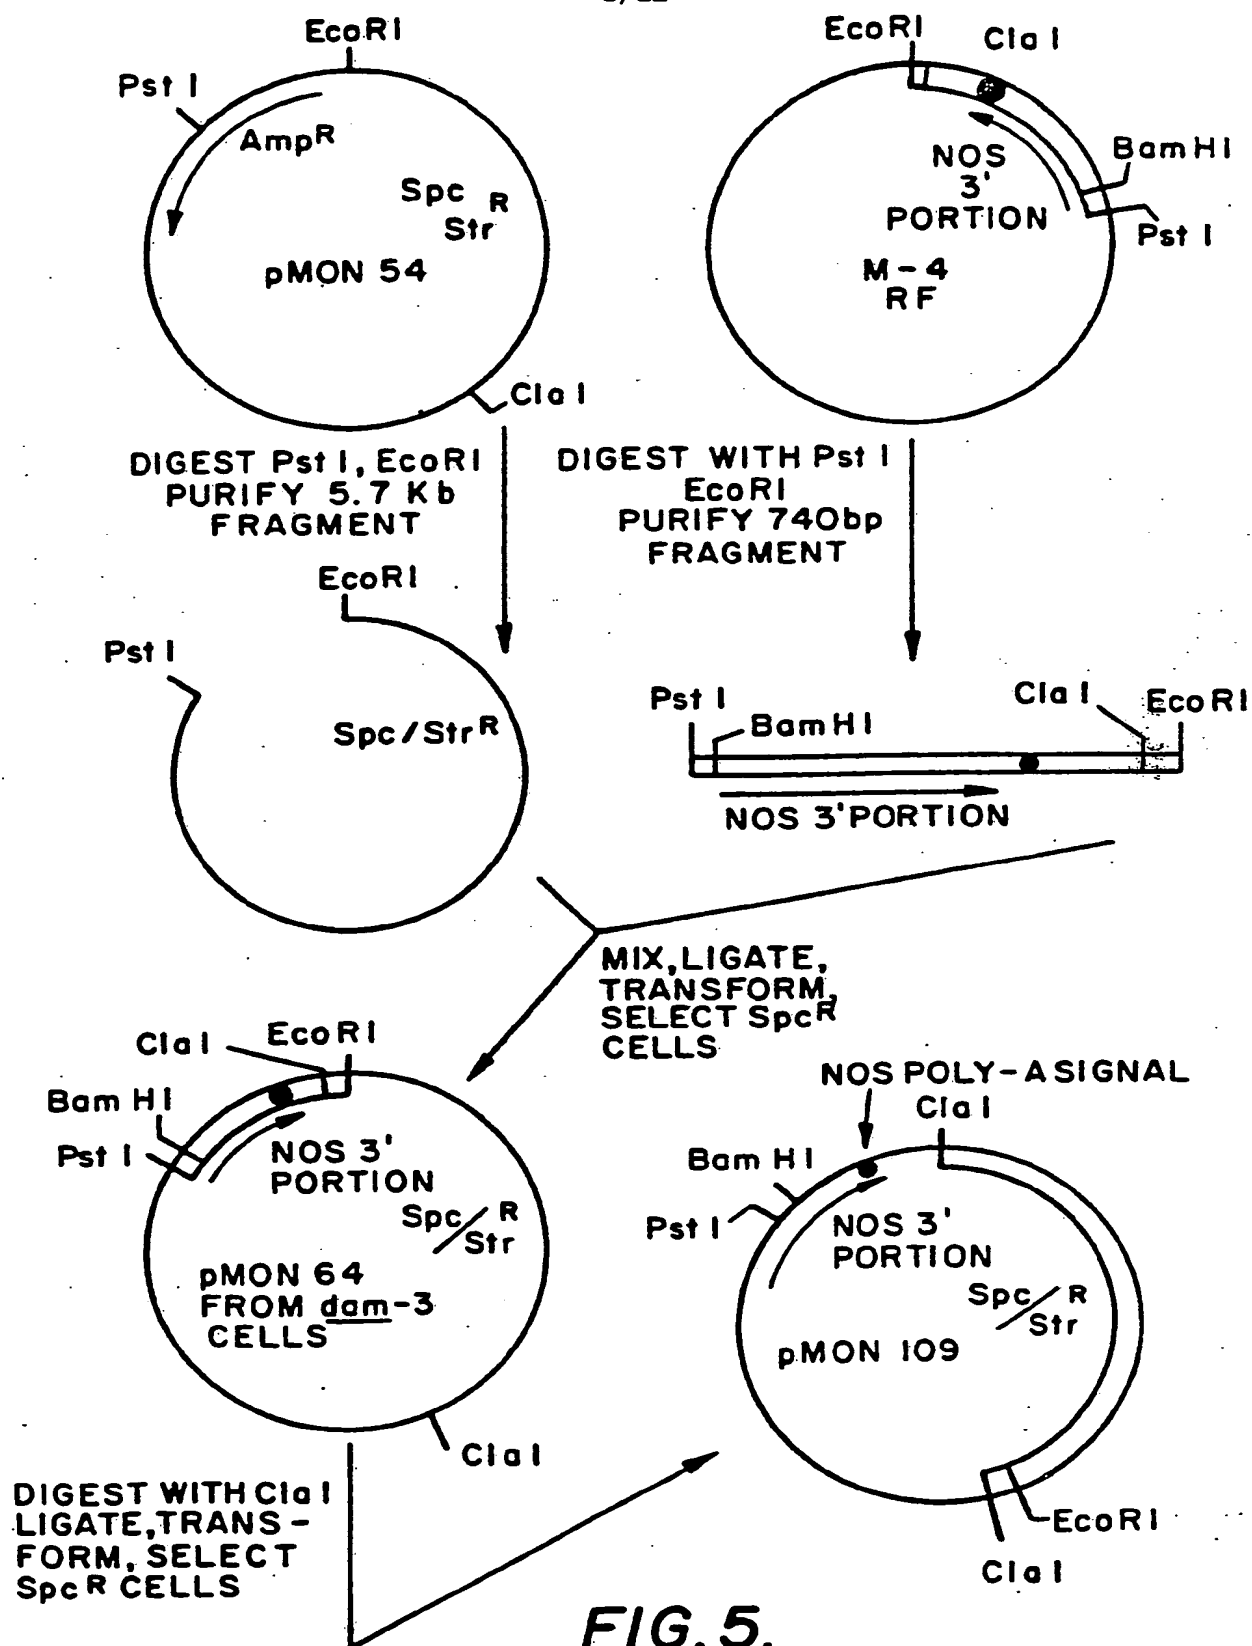 EcoRI
Pst I
AmpR
Spc R
Str
pMON 54
Cla I
EcoRI
Cla I
BamHI
NOS
3'
PORTION
Pst I
M-4
RF
DIGEST Pst I, EcoRI
PURIFY 5.7 Kb
FRAGMENT
DIGEST WITH Pst I
EcoRI
PURIFY 740bp
FRAGMENT
EcoRI
Pst I
Spc/StrR
Pst I
BamHI
Cla I
EcoRI
NOS 3' PORTION
MIX, LIGATE,
TRANSFORM,
SELECT SpcR
CELLS
Cla I
EcoRI
Bam HI
Pst I
NOS 3'
PORTION
Spc/Str R
pMON 64
FROM dam-3
CELLS
Cla I
DIGEST WITH Cla I
LIGATE, TRANS-
FORM, SELECT
SpcR CELLS
NOS POLY-A SIGNAL
Cla I
Bam HI
Pst I
NOS 3'
PORTION
Spc/Str R
pMON 109
EcoRI
Cla I
FIG. 5.